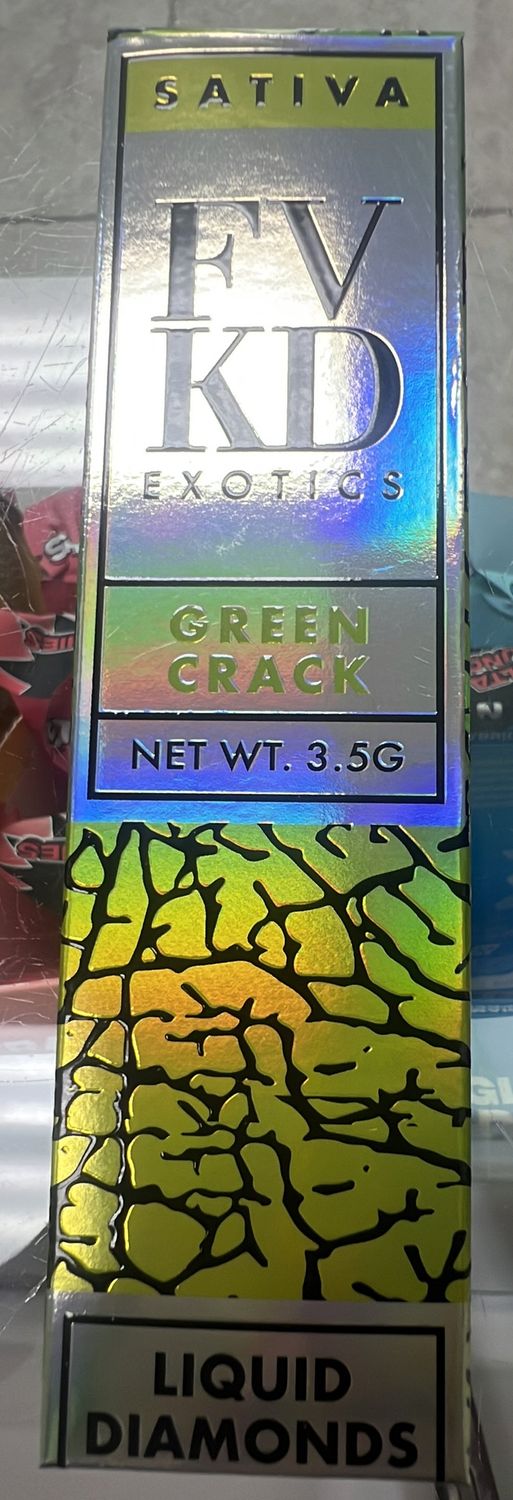 SATIVA
FV
KD
EXOTICS
GREEN
CRACK
NET WT. 3.5G
LIQUID
DIAMONDS